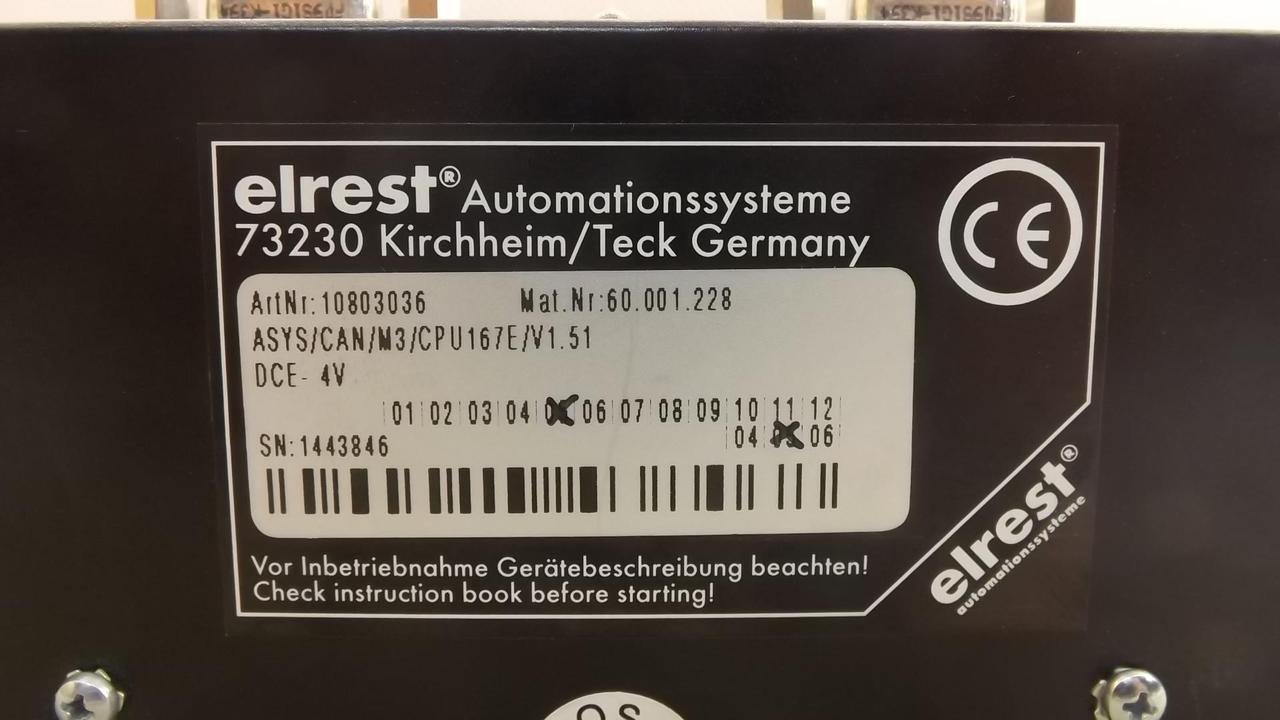 elrest® Automationssysteme
73230 Kirchheim/Teck Germany
CE
ArtNr:10803036 Mat.Nr:60.001.228
ASYS/CAN/M3/CPU167E/V1.51
DCE- 4V
01 02 03 04 06 07 08 09 10 11 12
04 06
SN:1443846
Vor Inbetriebnahme Gerätebeschreibung beachten!
Check instruction book before starting!
elrest®
automationssysteme
QS